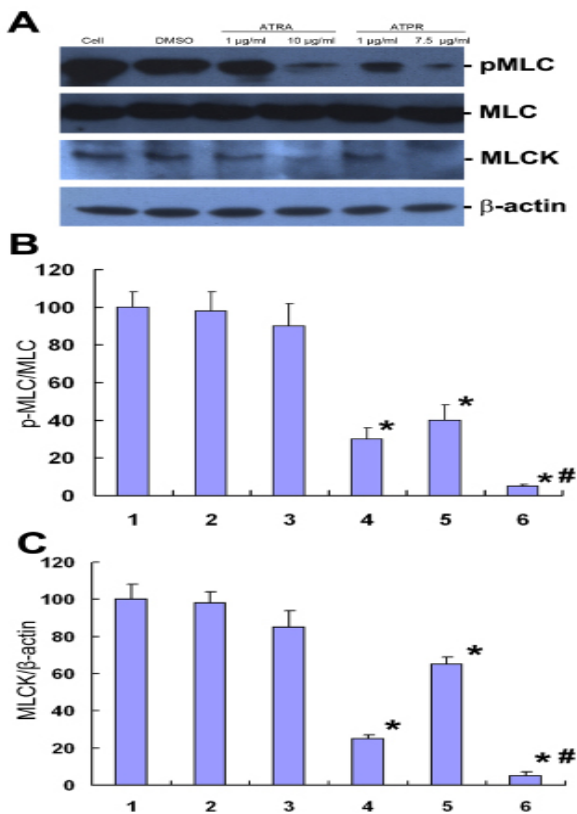 A
ATRA ATPR
Cell DMSO 1 µg/ml 10 µg/ml 1 µg/ml 7.5 µg/ml
pMLC
MLC
MLCK
β-actin
B
120
100
80
60
40
20
0
p-MLC/MLC
* * * #
1 2 3 4 5 6
C
120
100
80
60
40
20
0
MLCK/β-actin
* * * #
1 2 3 4 5 6